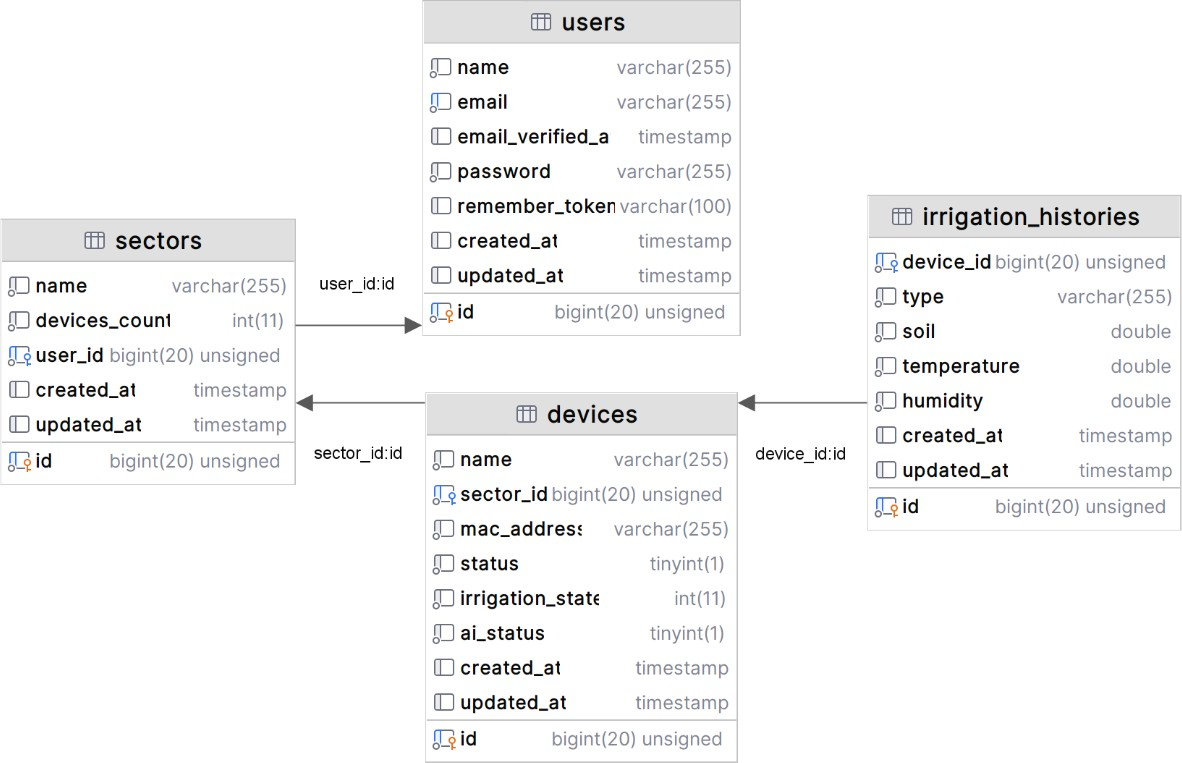 users
name varchar(255)
email varchar(255)
email_verified_a timestamp
password varchar(255)
remember_token varchar(100)
created_at timestamp
updated_at timestamp
id bigint(20) unsigned
sectors
name varchar(255)
devices_count int(11)
user_id bigint(20) unsigned
created_at timestamp
updated_at timestamp
id bigint(20) unsigned
user_id:id
sector_id:id
devices
name varchar(255)
sector_id bigint(20) unsigned
mac_address varchar(255)
status tinyint(1)
irrigation_state int(11)
ai_status tinyint(1)
created_at timestamp
updated_at timestamp
id bigint(20) unsigned
device_id:id
irrigation_histories
device_id bigint(20) unsigned
type varchar(255)
soil double
temperature double
humidity double
created_at timestamp
updated_at timestamp
id bigint(20) unsigned